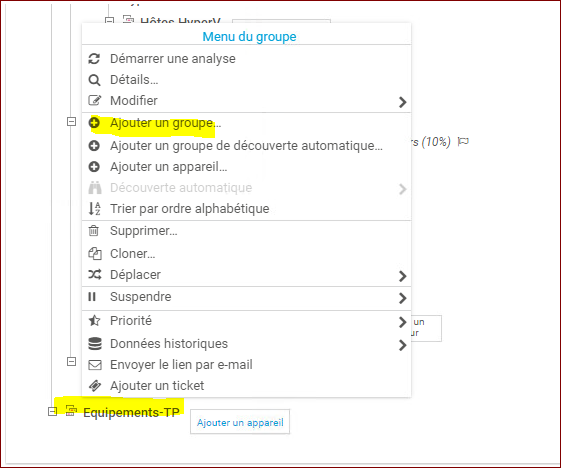 Hôtes HyperV
Menu du groupe
Démarrer une analyse
Détails...
Modifier
Ajouter un groupe...
Ajouter un groupe de découverte automatique...
rs (10%)
Ajouter un appareil...
Découverte automatique
Trier par ordre alphabétique
Supprimer...
Cloner...
Déplacer
Suspendre
Priorité
un
ur
Données historiques
Envoyer le lien par e-mail
Ajouter un ticket
Equipements-TP
Ajouter un appareil